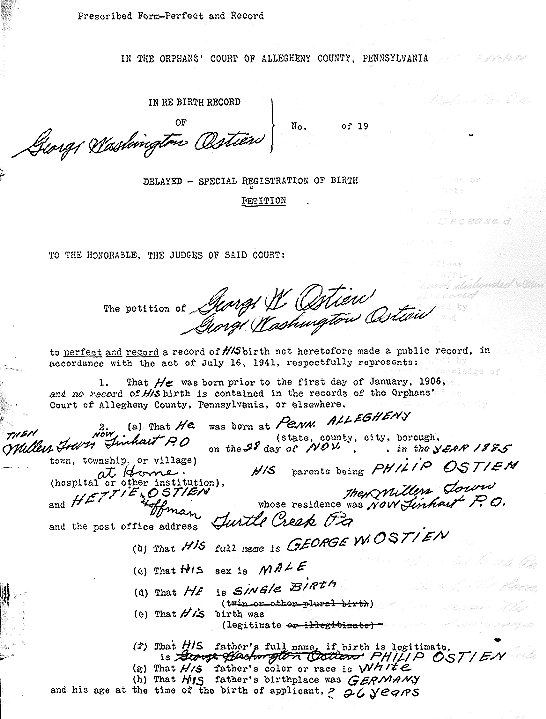 Prescribed Form-Perfect and Record
IN THE ORPHANS' COURT OF ALLEGHENY COUNTY, PENNSYLVANIA
IN RE BIRTH RECORD
OF
George Washington Ostien
No. of 19
DELAYED - SPECIAL REGISTRATION OF BIRTH
PETITION
TO THE HONORABLE, THE JUDGES OF SAID COURT:
The petition of George W Ostien
George Washington Ostien
to perfect and record a record of HIS birth not heretofore made a public record, in
accordance with the act of July 16, 1941, respectfully represents:
1. That He was born prior to the first day of January, 1906,
and no record of HIS birth is contained in the records of the Orphans'
Court of Allegheny County, Pennsylvania, or elsewhere.
2. (a) That He was born at PENN. ALLEGHENY
(state, county, city, borough,
THEN Millers Town NOW Linhart P.O on the 28 day of NOV. , . in the YEAR 1885
town, township, or village)
at Home. HIS parents being PHILIP OSTIEN
(hospital or other institution),
and HETTIE OSTIEN whose residence was Then Millers Town NOW Linhart P.O.
Hoffman
and the post office address Turtle Creek Pa
(b) That HIS full name is GEORGE W OSTIEN
(c) That HIS sex is MALE
(d) That HE is SINGLE BIRTH
(twin or other plural birth)
(e) That HIS birth was
(legitimate or illegitimate)
(f) That HIS father's full name, if birth is legitimate,
is George Washington Ostien PHILIP OSTIEN
(g) That HIS father's color or race is White
(h) That HIS father's birthplace was GERMANY
and his age at the time of the birth of applicant, ? 26 years